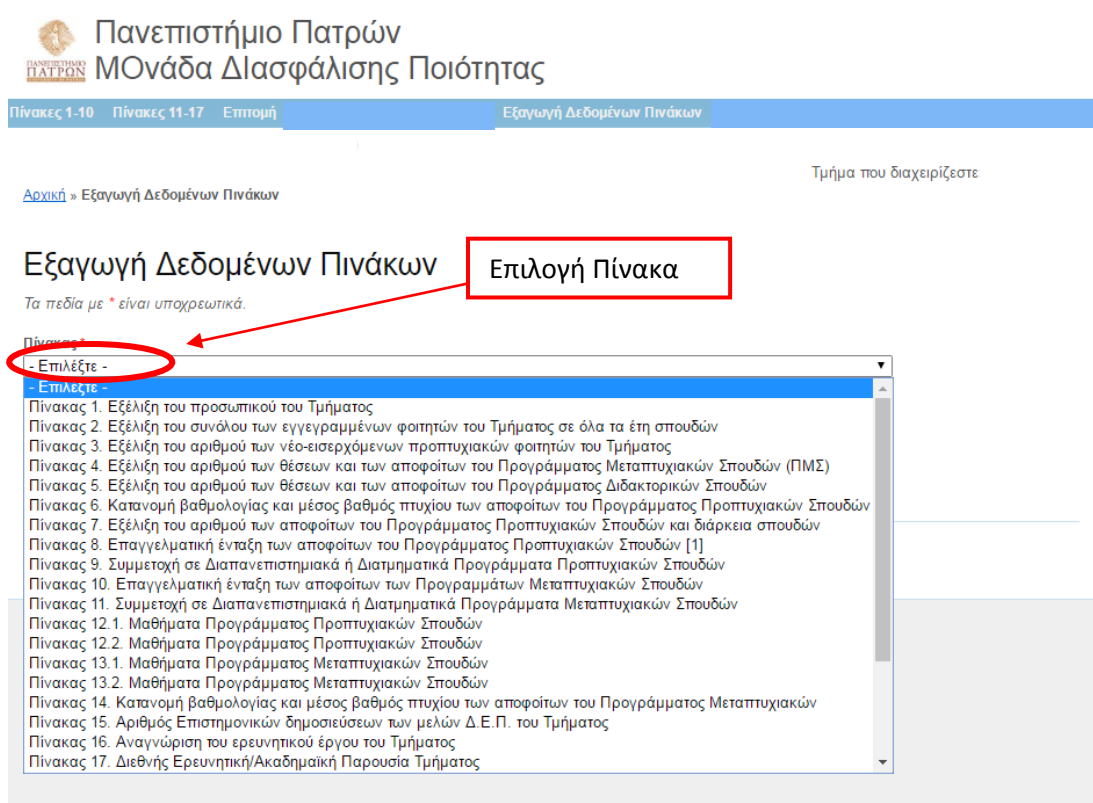 Πανεπιστήμιο Πατρών
ΜΟνάδα ΔΙασφάλισης Ποιότητας
ΠΑΝΕΠΙΣΤΗΜΙΟ
ΠΑΤΡΩΝ
Πίνακες 1-10 Πίνακες 11-17 Επιτομή Εξαγωγή Δεδομένων Πινάκων
Τμήμα που διαχειρίζεστε
Αρχική » Εξαγωγή Δεδομένων Πινάκων
Εξαγωγή Δεδομένων Πινάκων
Επιλογή Πίνακα
Τα πεδία με * είναι υποχρεωτικά.
Πίνακας *
- Επιλέξτε -
- Επιλέξτε -
Πίνακας 1. Εξέλιξη του προσωπικού του Τμήματος
Πίνακας 2. Εξέλιξη του συνόλου των εγγεγραμμένων φοιτητών του Τμήματος σε όλα τα έτη σπουδών
Πίνακας 3. Εξέλιξη του αριθμού των νέο-εισερχόμενων προπτυχιακών φοιτητών του Τμήματος
Πίνακας 4. Εξέλιξη του αριθμού των θέσεων και των αποφοίτων του Προγράμματος Μεταπτυχιακών Σπουδών (ΠΜΣ)
Πίνακας 5. Εξέλιξη του αριθμού των θέσεων και των αποφοίτων του Προγράμματος Διδακτορικών Σπουδών
Πίνακας 6. Κατανομή βαθμολογίας και μέσος βαθμός πτυχίου των αποφοίτων του Προγράμματος Προπτυχιακών Σπουδών
Πίνακας 7. Εξέλιξη του αριθμού των αποφοίτων του Προγράμματος Προπτυχιακών Σπουδών και διάρκεια σπουδών
Πίνακας 8. Επαγγελματική ένταξη των αποφοίτων του Προγράμματος Προπτυχιακών Σπουδών [1]
Πίνακας 9. Συμμετοχή σε Διαπανεπιστημιακά ή Διατμηματικά Προγράμματα Προπτυχιακών Σπουδών
Πίνακας 10. Επαγγελματική ένταξη των αποφοίτων των Προγραμμάτων Μεταπτυχιακών Σπουδών
Πίνακας 11. Συμμετοχή σε Διαπανεπιστημιακά ή Διατμηματικά Προγράμματα Μεταπτυχιακών Σπουδών
Πίνακας 12.1. Μαθήματα Προγράμματος Προπτυχιακών Σπουδών
Πίνακας 12.2. Μαθήματα Προγράμματος Προπτυχιακών Σπουδών
Πίνακας 13.1. Μαθήματα Προγράμματος Μεταπτυχιακών Σπουδών
Πίνακας 13.2. Μαθήματα Προγράμματος Μεταπτυχιακών Σπουδών
Πίνακας 14. Κατανομή βαθμολογίας και μέσος βαθμός πτυχίου των αποφοίτων του Προγράμματος Μεταπτυχιακών
Πίνακας 15. Αριθμός Επιστημονικών δημοσιεύσεων των μελών Δ.Ε.Π. του Τμήματος
Πίνακας 16. Αναγνώριση του ερευνητικού έργου του Τμήματος
Πίνακας 17. Διεθνής Ερευνητική/Ακαδημαϊκή Παρουσία Τμήματος